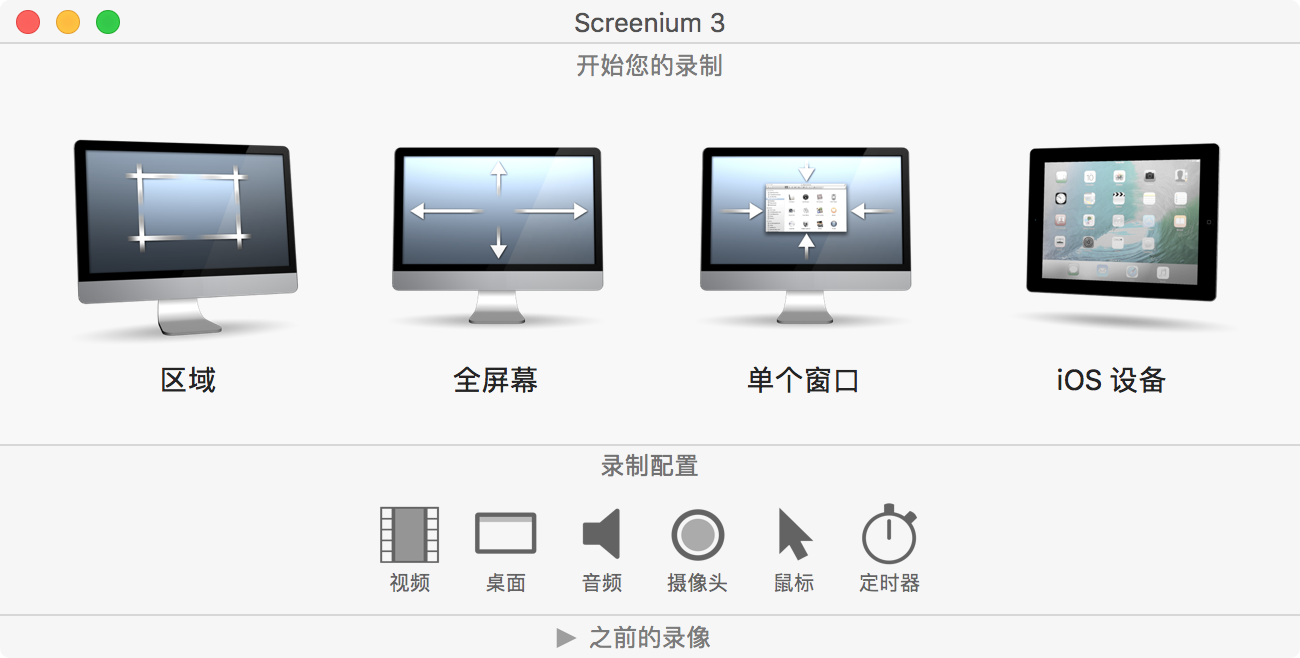 Screenium 3
开始您的录制
区域
全屏幕
单个窗口
iOS 设备
录制配置
视频
桌面
音频
摄像头
鼠标
定时器
之前的录像